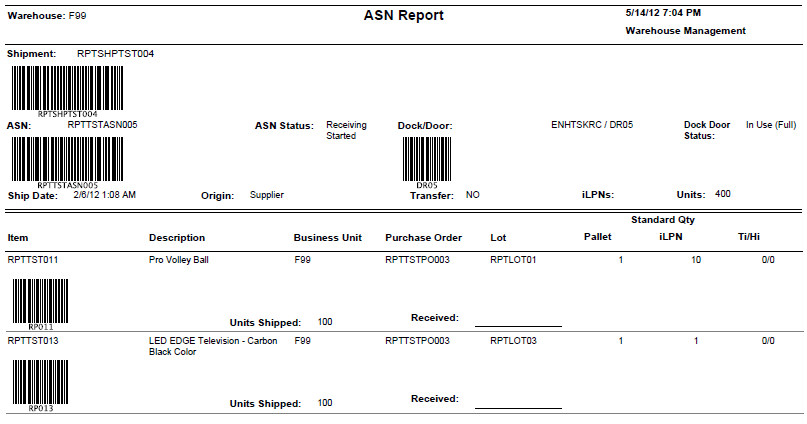 Warehouse: F99 ASN Report 5/14/12 7:04 PM
Warehouse Management
Shipment: RPTSHPTST004
RPTSHPTST004
ASN: RPTTSTASN005 ASN Status: Receiving Started Dock/Door: ENHTSKRC / DR05 Dock Door Status: In Use (Full)
RPTTSTASN005 DR05
Ship Date: 2/6/12 1:08 AM Origin: Supplier Transfer: NO iLPNs: Units: 400
Standard Qty
Item Description Business Unit Purchase Order Lot Pallet iLPN Ti/Hi
RPTTST011 Pro Volley Ball F99 RPTTSTPO003 RPTLOT01 1 10 0/0
RP011
Units Shipped: 100 Received:
RPTTST013 LED EDGE Television - Carbon F99 RPTTSTPO003 RPTLOT03 1 1 0/0
Black Color
RP013
Units Shipped: 100 Received: